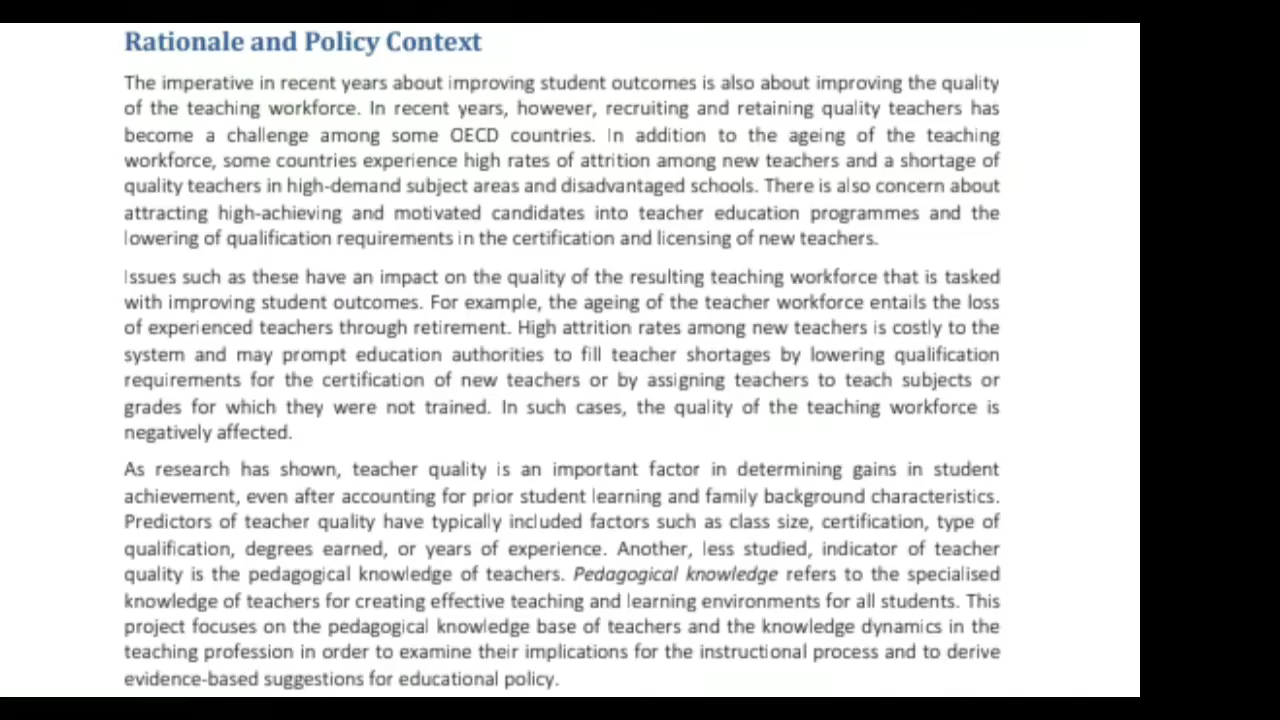 Rationale and Policy Context
The imperative in recent years about improving student outcomes is also about improving the quality
of the teaching workforce. In recent years, however, recruiting and retaining quality teachers has
become a challenge among some OECD countries. In addition to the ageing of the teaching
workforce, some countries experience high rates of attrition among new teachers and a shortage of
quality teachers in high-demand subject areas and disadvantaged schools. There is also concern about
attracting high-achieving and motivated candidates into teacher education programmes and the
lowering of qualification requirements in the certification and licensing of new teachers.
Issues such as these have an impact on the quality of the resulting teaching workforce that is tasked
with improving student outcomes. For example, the ageing of the teacher workforce entails the loss
of experienced teachers through retirement. High attrition rates among new teachers is costly to the
system and may prompt education authorities to fill teacher shortages by lowering qualification
requirements for the certification of new teachers or by assigning teachers to teach subjects or
grades for which they were not trained. In such cases, the quality of the teaching workforce is
negatively affected.
As research has shown, teacher quality is an important factor in determining gains in student
achievement, even after accounting for prior student learning and family background characteristics.
Predictors of teacher quality have typically included factors such as class size, certification, type of
qualification, degrees earned, or years of experience. Another, less studied, indicator of teacher
quality is the pedagogical knowledge of teachers. Pedagogical knowledge refers to the specialised
knowledge of teachers for creating effective teaching and learning environments for all students. This
project focuses on the pedagogical knowledge base of teachers and the knowledge dynamics in the
teaching profession in order to examine their implications for the instructional process and to derive
evidence-based suggestions for educational policy.